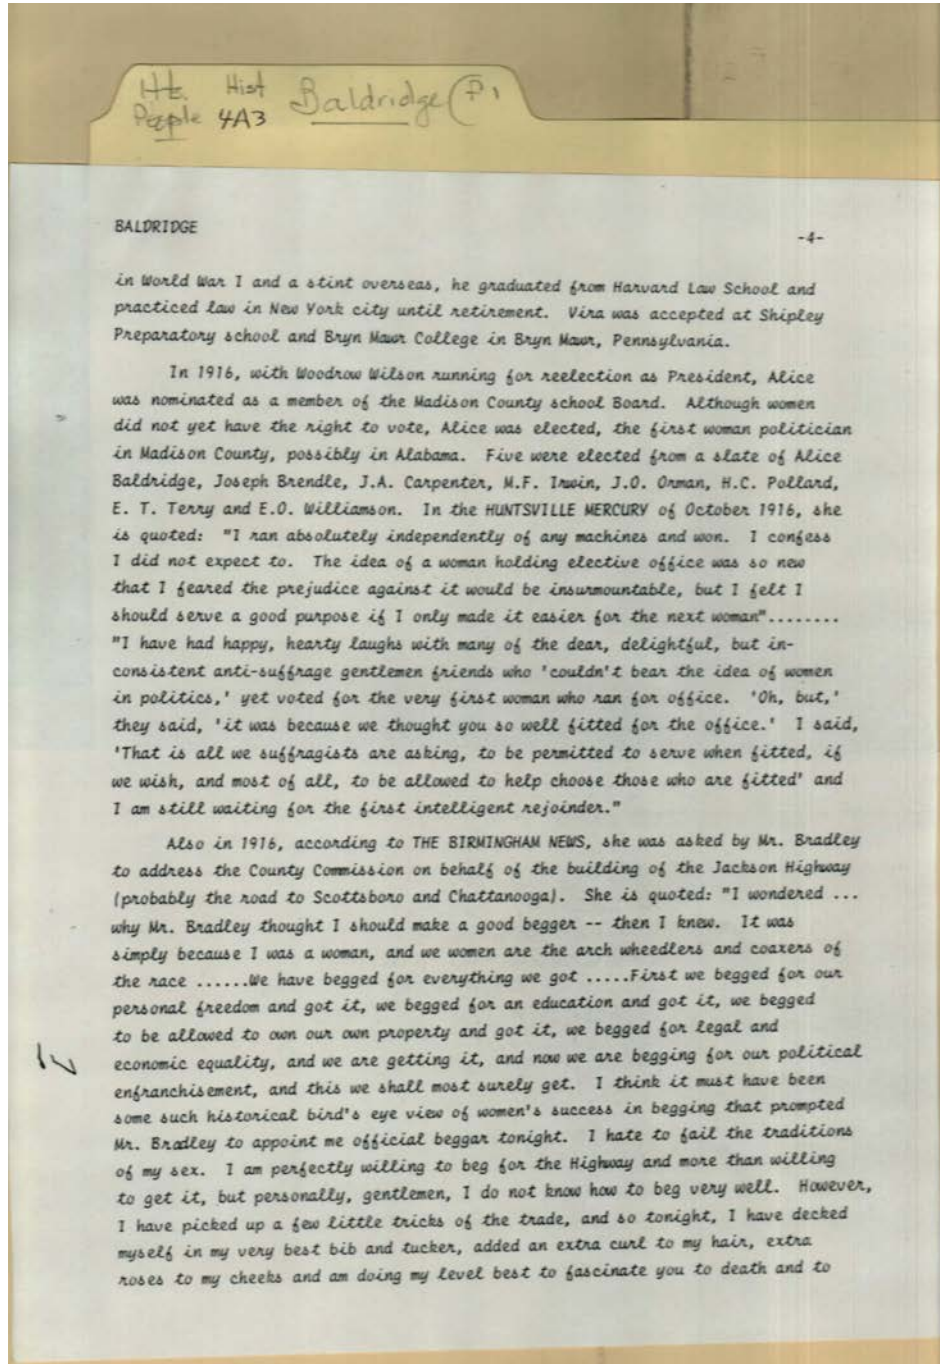 Hist
People 4A3 Baldridge
BALDRIDGE
-4-
in World War I and a stint overseas, he graduated from Harvard Law School and
practiced law in New York city until retirement. Vira was accepted at Shipley
Preparatory school and Bryn Mawr College in Bryn Mawr, Pennsylvania.
In 1916, with Woodrow Wilson running for reelection as President, Alice
was nominated as a member of the Madison County school Board. Although women
did not yet have the right to vote, Alice was elected, the first woman politician
in Madison County, possibly in Alabama. Five were elected from a slate of Alice
Baldridge, Joseph Brendle, J.A. Carpenter, M.F. Irwin, J.O. Orman, H.C. Pollard,
E. T. Terry and E.O. Williamson. In the HUNTSVILLE MERCURY of October 1916, she
is quoted: "I ran absolutely independently of any machines and won. I confess
I did not expect to. The idea of a woman holding elective office was so new
that I feared the prejudice against it would be insurmountable, but I felt I
should serve a good purpose if I only made it easier for the next woman"........
"I have had happy, hearty laughs with many of the dear, delightful, but in-
consistent anti-suffrage gentlemen friends who 'couldn't bear the idea of women
in politics,' yet voted for the very first woman who ran for office. 'Oh, but,'
they said, 'it was because we thought you so well fitted for the office.' I said,
'That is all we suffragists are asking, to be permitted to serve when fitted, if
we wish, and most of all, to be allowed to help choose those who are fitted' and
I am still waiting for the first intelligent rejoinder."
Also in 1916, according to THE BIRMINGHAM NEWS, she was asked by Mr. Bradley
to address the County Commission on behalf of the building of the Jackson Highway
(probably the road to Scottsboro and Chattanooga). She is quoted: "I wondered ...
why Mr. Bradley thought I should make a good begger -- then I knew. It was
simply because I was a woman, and we women are the arch wheedlers and coaxers of
the race ......We have begged for everything we got .....First we begged for our
personal freedom and got it, we begged for an education and got it, we begged
to be allowed to own our own property and got it, we begged for legal and
economic equality, and we are getting it, and now we are begging for our political
enfranchisement, and this we shall most surely get. I think it must have been
some such historical bird's eye view of women's success in begging that prompted
Mr. Bradley to appoint me official beggar tonight. I hate to fail the traditions
of my sex. I am perfectly willing to beg for the Highway and more than willing
to get it, but personally, gentlemen, I do not know how to beg very well. However,
I have picked up a few little tricks of the trade, and so tonight, I have decked
myself in my very best bib and tucker, added an extra curl to my hair, extra
roses to my cheeks and am doing my level best to fascinate you to death and to